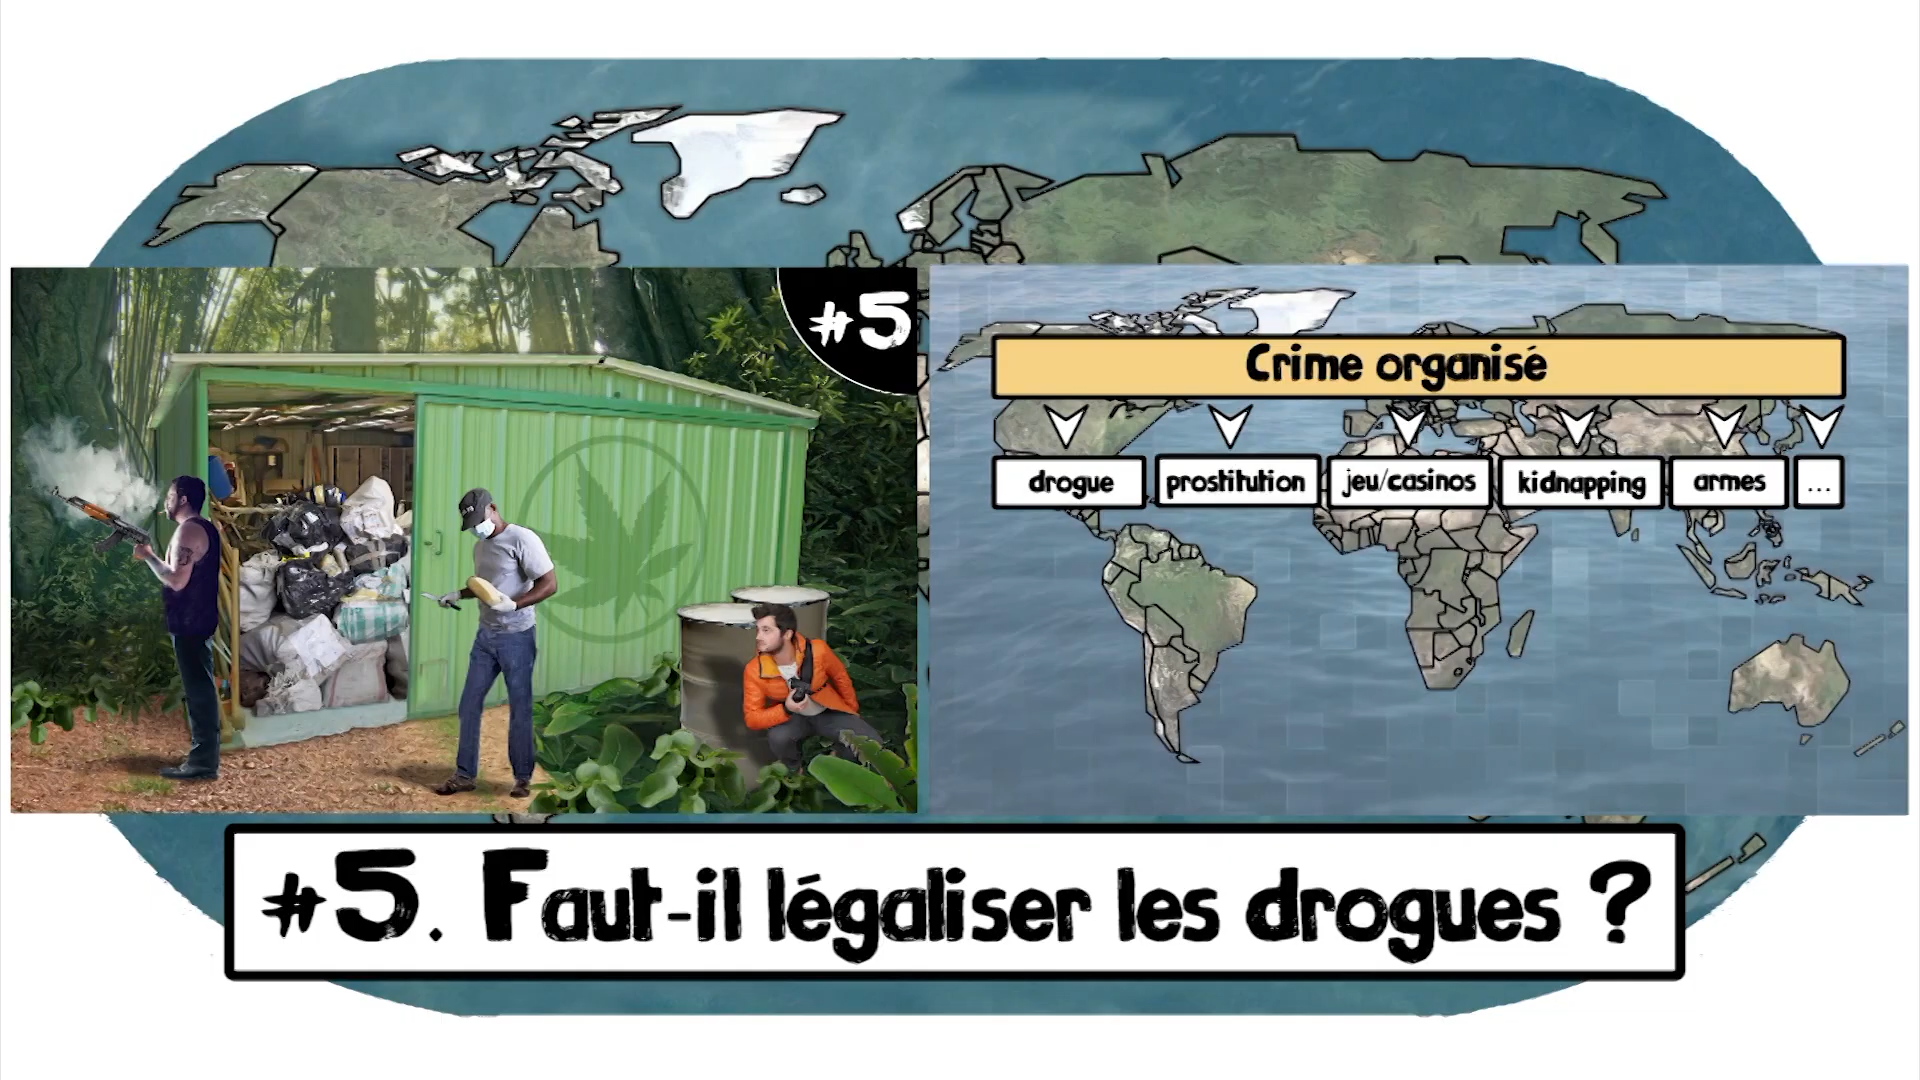 #5
Crime organisé
drogue
prostitution
jeu/casinos
kidnapping
armes
...
#5. Faut-il légaliser les drogues ?